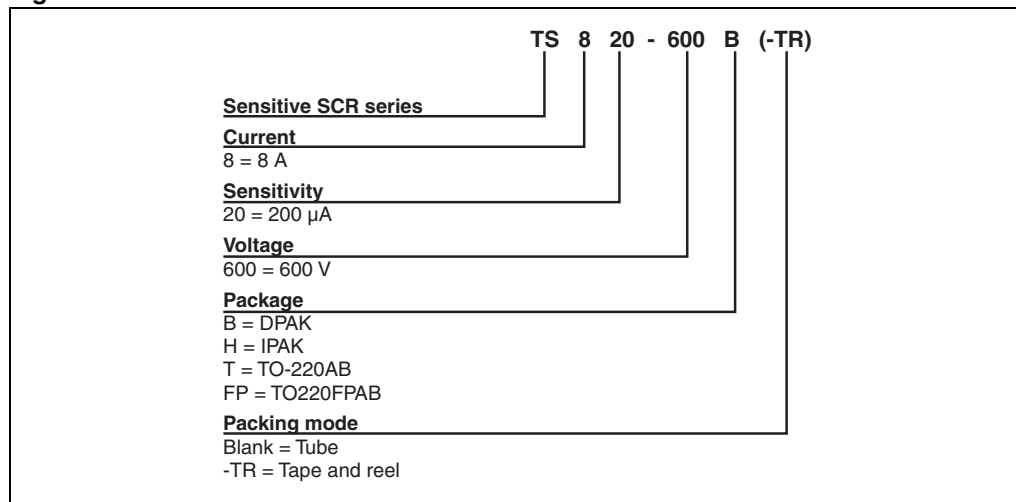 TS 8 20 - 600 B (-TR)
Sensitive SCR series
Current
8 = 8 A
Sensitivity
20 = 200 µA
Voltage
600 = 600 V
Package
B = DPAK
H = IPAK
T = TO-220AB
FP = TO220FPAB
Packing mode
Blank = Tube
-TR = Tape and reel